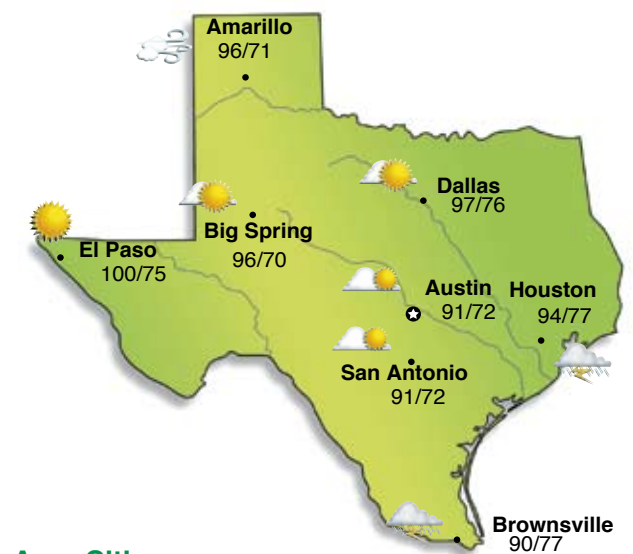 Amarillo
96/71
Dallas
97/76
Big Spring
96/70
El Paso
100/75
Austin
91/72
Houston
94/77
San Antonio
91/72
Brownsville
90/77